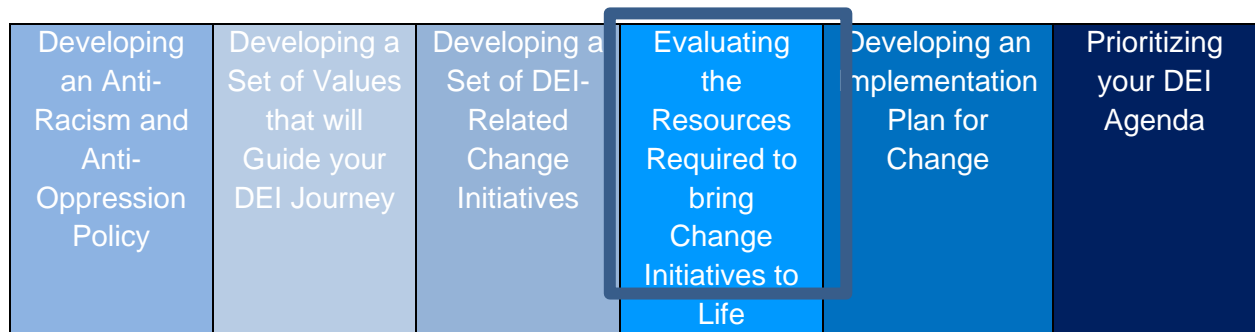 Developing
an Anti-
Racism and
Anti-
Oppression
Policy
Developing a
Set of Values
that will
Guide your
DEI Journey
Developing a
Set of DEI-
Related
Change
Initiatives
Evaluating
the
Resources
Required to
bring
Change
Initiatives to
Life
Developing an
Implementation
Plan for
Change
Prioritizing
your DEI
Agenda